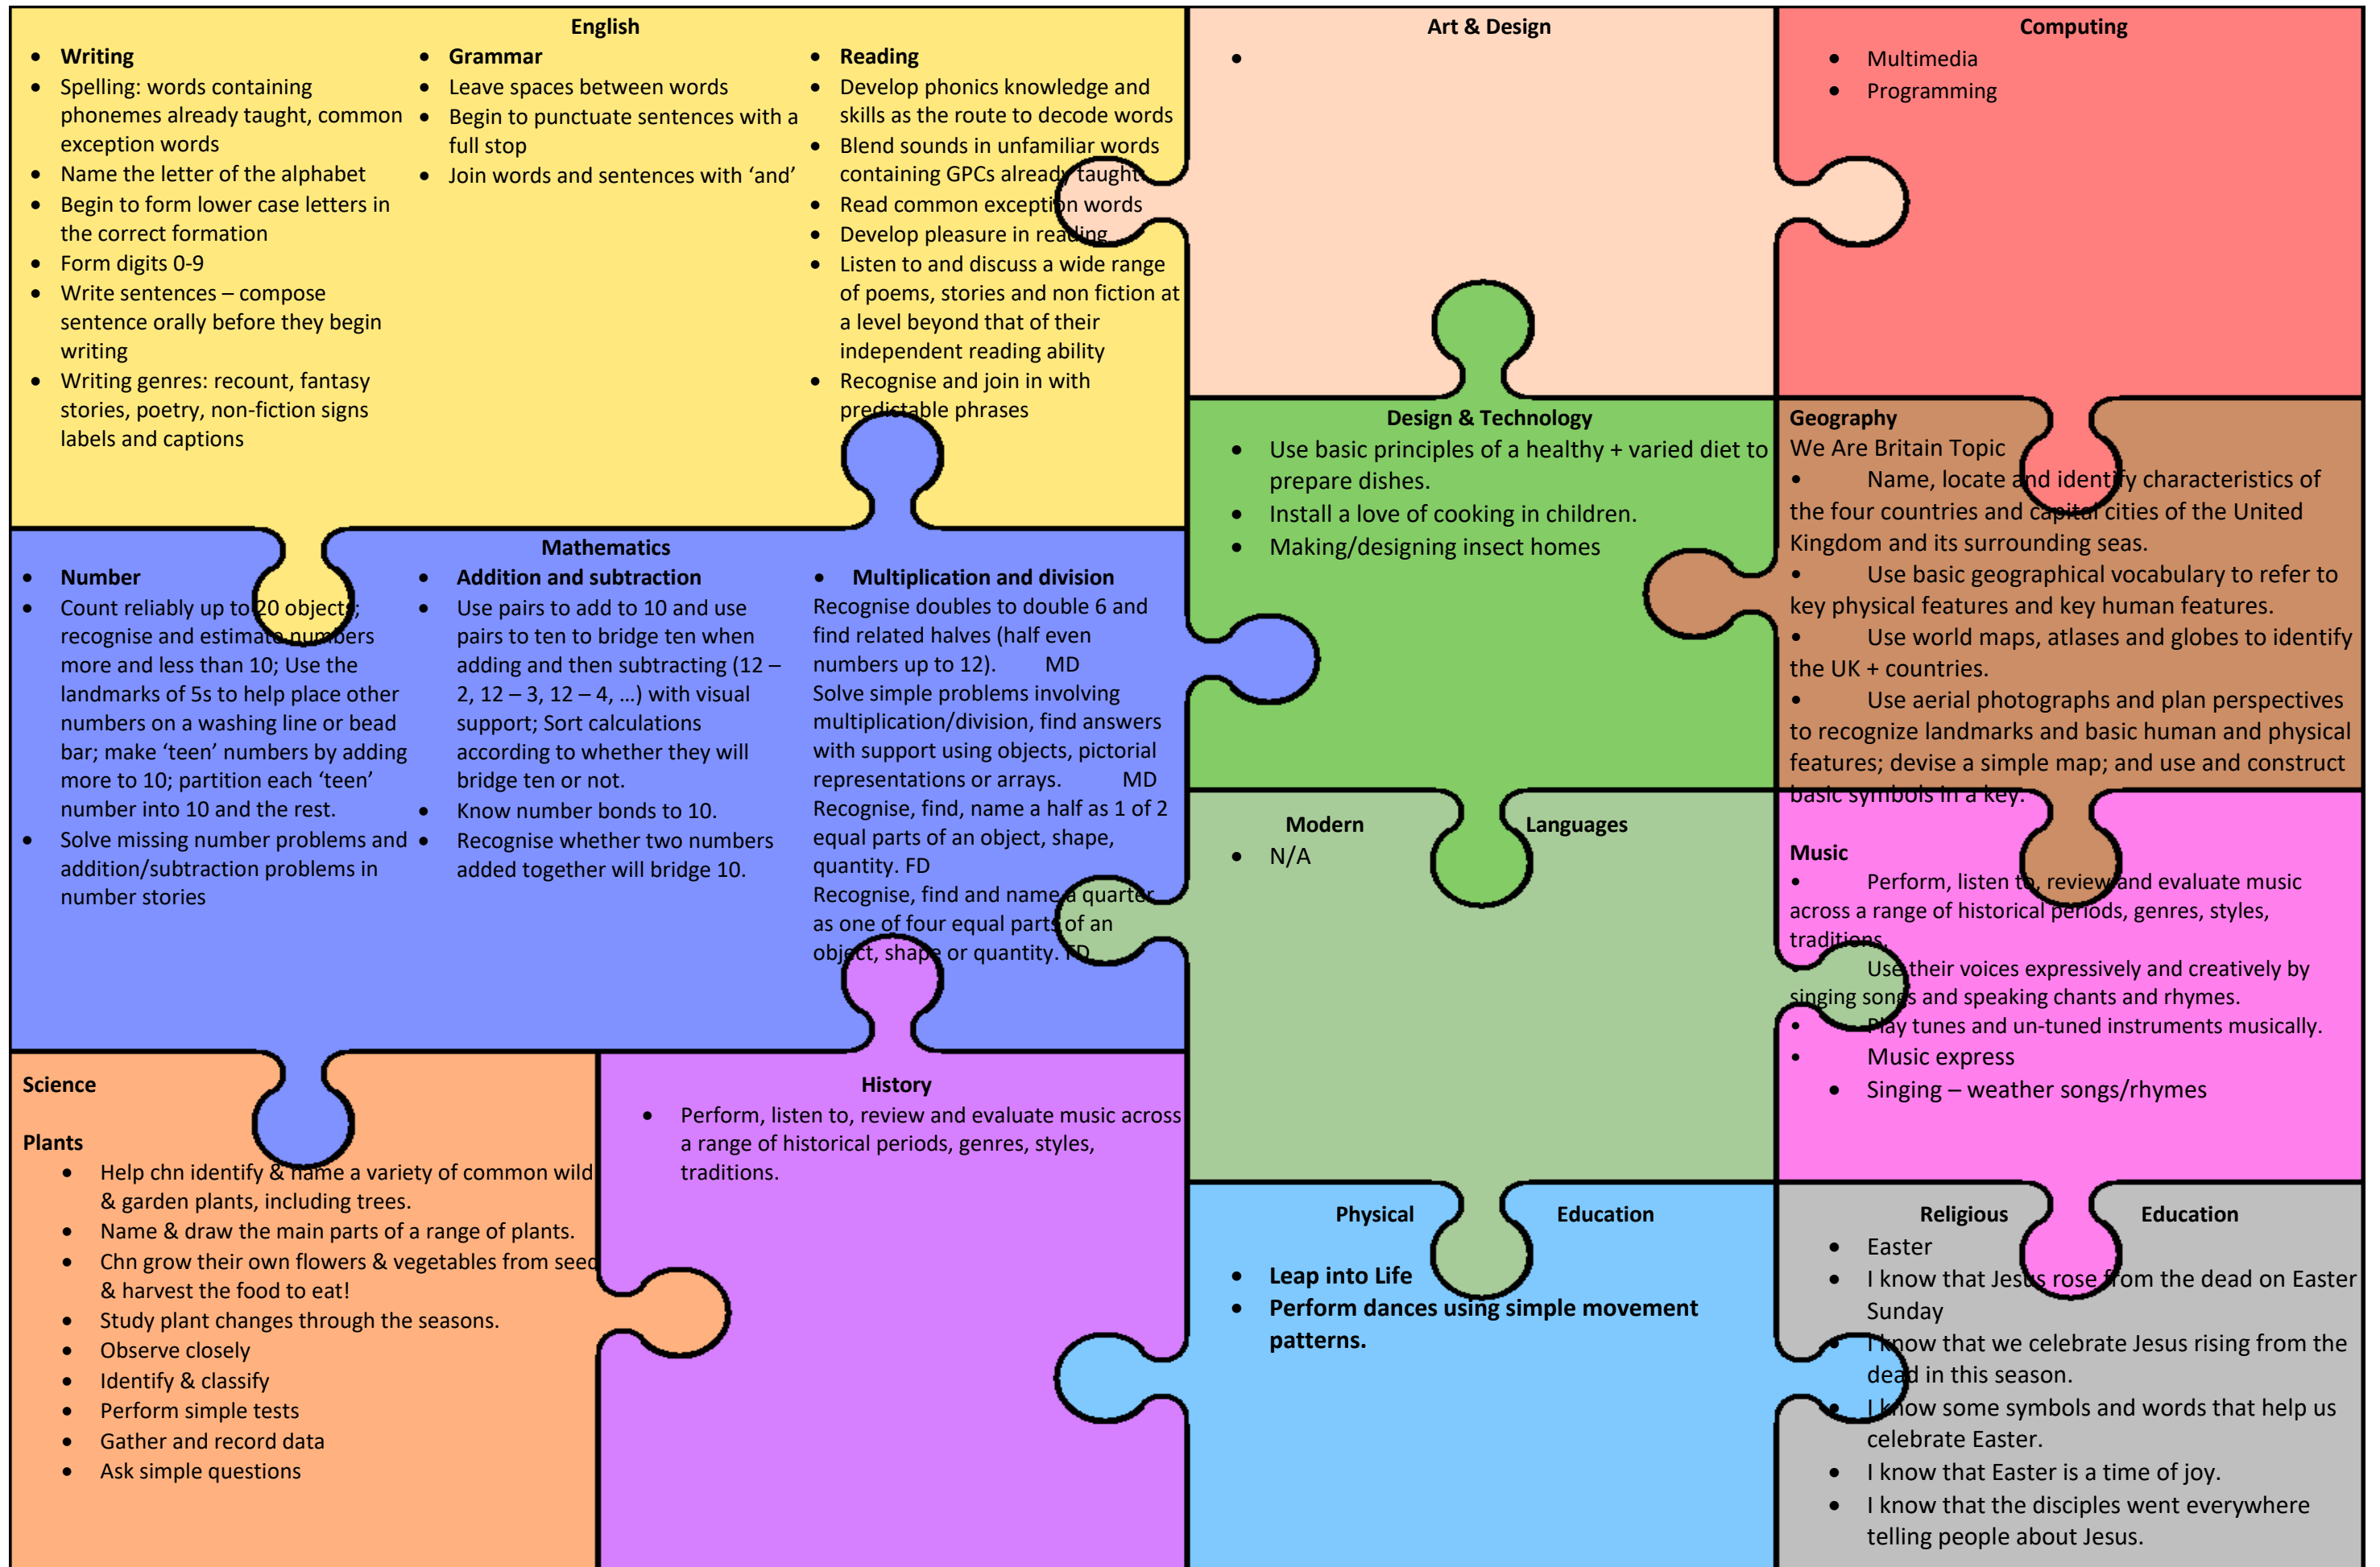 English
• Writing
• Spelling: words containing
phonemes already taught, common
exception words
• Name the letter of the alphabet
• Begin to form lower case letters in
the correct formation
• Form digits 0-9
• Write sentences – compose
sentence orally before they begin
writing
• Writing genres: recount, fantasy
stories, poetry, non-fiction signs
labels and captions
• Grammar
• Leave spaces between words
• Begin to punctuate sentences with a
full stop
• Join words and sentences with ‘and’
• Reading
• Develop phonics knowledge and
skills as the route to decode words
• Blend sounds in unfamiliar words
containing GPCs already taught
• Read common exception words
• Develop pleasure in reading
• Listen to and discuss a wide range
of poems, stories and non fiction at
a level beyond that of their
independent reading ability
• Recognise and join in with
predictable phrases
Art & Design
•
Computing
• Multimedia
• Programming
Design & Technology
• Use basic principles of a healthy + varied diet to
prepare dishes.
• Install a love of cooking in children.
• Making/designing insect homes
Geography
We Are Britain Topic
• Name, locate and identify characteristics of
the four countries and capital cities of the United
Kingdom and its surrounding seas.
• Use basic geographical vocabulary to refer to
key physical features and key human features.
• Use world maps, atlases and globes to identify
the UK + countries.
• Use aerial photographs and plan perspectives
to recognize landmarks and basic human and physical
features; devise a simple map; and use and construct
basic symbols in a key.
Mathematics
• Number
• Count reliably up to 20 objects;
recognise and estimate numbers
more and less than 10; Use the
landmarks of 5s to help place other
numbers on a washing line or bead
bar; make ‘teen’ numbers by adding
more to 10; partition each ‘teen’
number into 10 and the rest.
• Solve missing number problems and
addition/subtraction problems in
number stories
• Addition and subtraction
• Use pairs to add to 10 and use
pairs to ten to bridge ten when
adding and then subtracting (12 –
2, 12 – 3, 12 – 4, …) with visual
support; Sort calculations
according to whether they will
bridge ten or not.
• Know number bonds to 10.
• Recognise whether two numbers
added together will bridge 10.
• Multiplication and division
Recognise doubles to double 6 and
find related halves (half even
numbers up to 12). MD
Solve simple problems involving
multiplication/division, find answers
with support using objects, pictorial
representations or arrays. MD
Recognise, find, name a half as 1 of 2
equal parts of an object, shape,
quantity. FD
Recognise, find and name a quarter
as one of four equal parts of an
object, shape or quantity. FD
Modern Languages
• N/A
Music
• Perform, listen to, review and evaluate music
across a range of historical periods, genres, styles,
traditions.
• Use their voices expressively and creatively by
singing songs and speaking chants and rhymes.
• Play tunes and un-tuned instruments musically.
• Music express
• Singing – weather songs/rhymes
Science
Plants
• Help chn identify & name a variety of common wild
& garden plants, including trees.
• Name & draw the main parts of a range of plants.
• Chn grow their own flowers & vegetables from seed
& harvest the food to eat!
• Study plant changes through the seasons.
• Observe closely
• Identify & classify
• Perform simple tests
• Gather and record data
• Ask simple questions
History
• Perform, listen to, review and evaluate music across
a range of historical periods, genres, styles,
traditions.
Physical Education
• Leap into Life
• Perform dances using simple movement
patterns.
Religious Education
• Easter
• I know that Jesus rose from the dead on Easter
Sunday
• I know that we celebrate Jesus rising from the
dead in this season.
• I know some symbols and words that help us
celebrate Easter.
• I know that Easter is a time of joy.
• I know that the disciples went everywhere
telling people about Jesus.